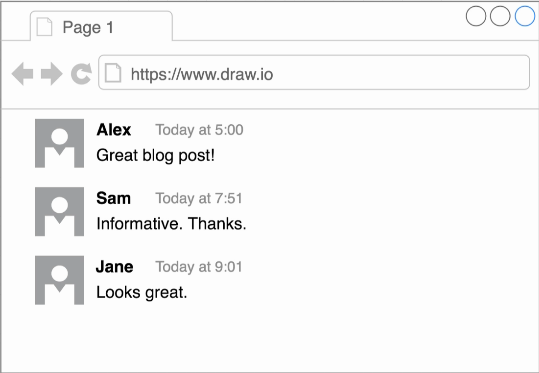 Page 1
https://www.draw.io
Alex Today at 5:00
Great blog post!
Sam Today at 7:51
Informative. Thanks.
Jane Today at 9:01
Looks great.